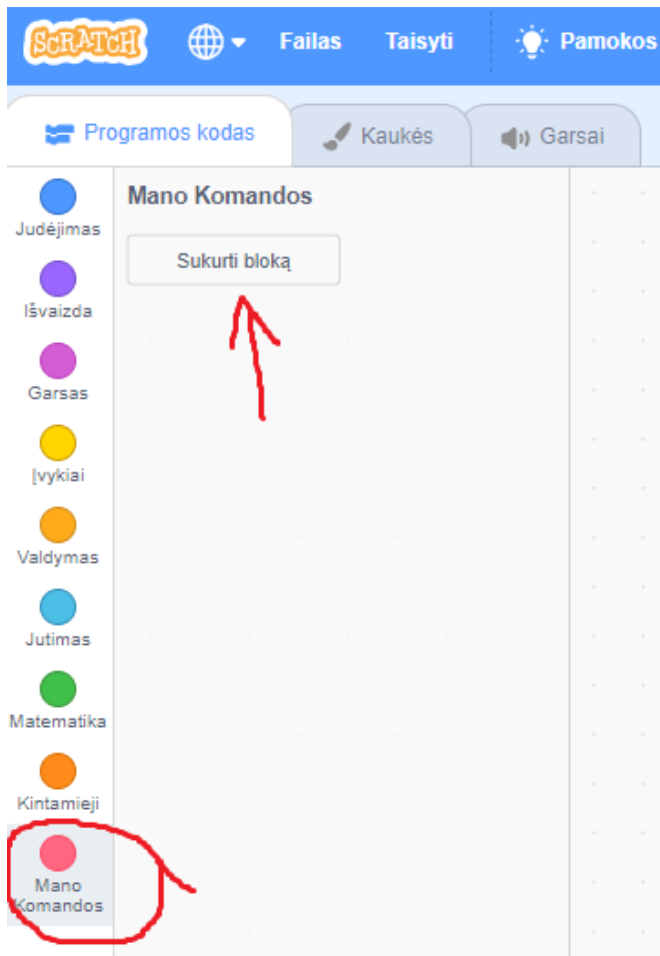 SCRATCH Failas Taisyti Pamokos
Programos kodas Kaukės Garsai
Mano Komandos
Sukurti bloką
Judėjimas
Išvaizda
Garsas
Įvykiai
Valdymas
Jutimas
Matematika
Kintamieji
Mano
Komandos